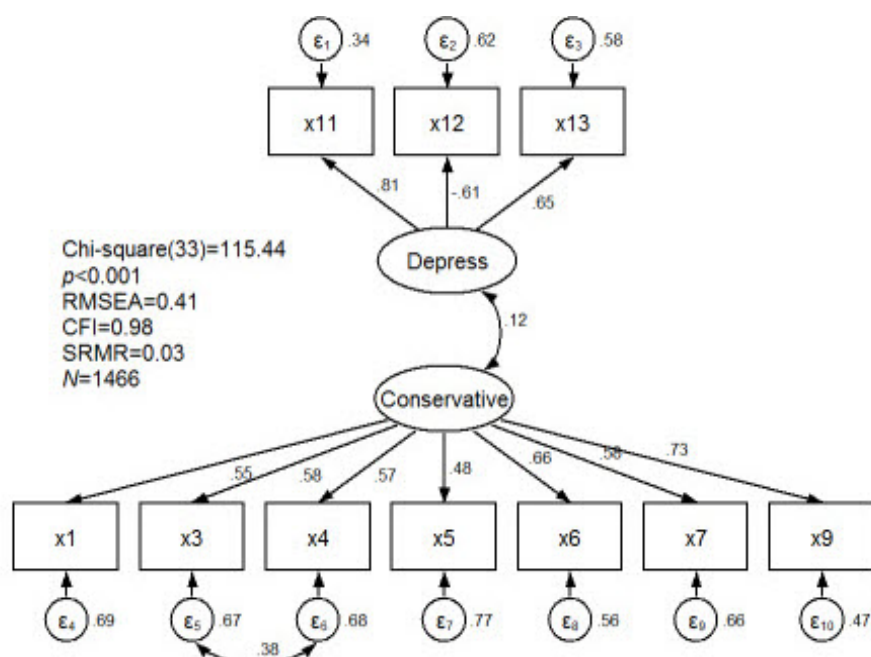 ε1 .34 ε2 .62 ε3 .58
x11 x12 x13
.81 -.61 .65
Depress
Chi-square(33)=115.44
p<0.001
RMSEA=0.41
CFI=0.98
SRMR=0.03
N=1466
.12
Conservative
.55 .58 .57 .48 .66 .58 .73
x1 x3 x4 x5 x6 x7 x9
ε4 .69 ε5 .67 ε6 .68 ε7 .77 ε8 .56 ε9 .66 ε10 .47
.38